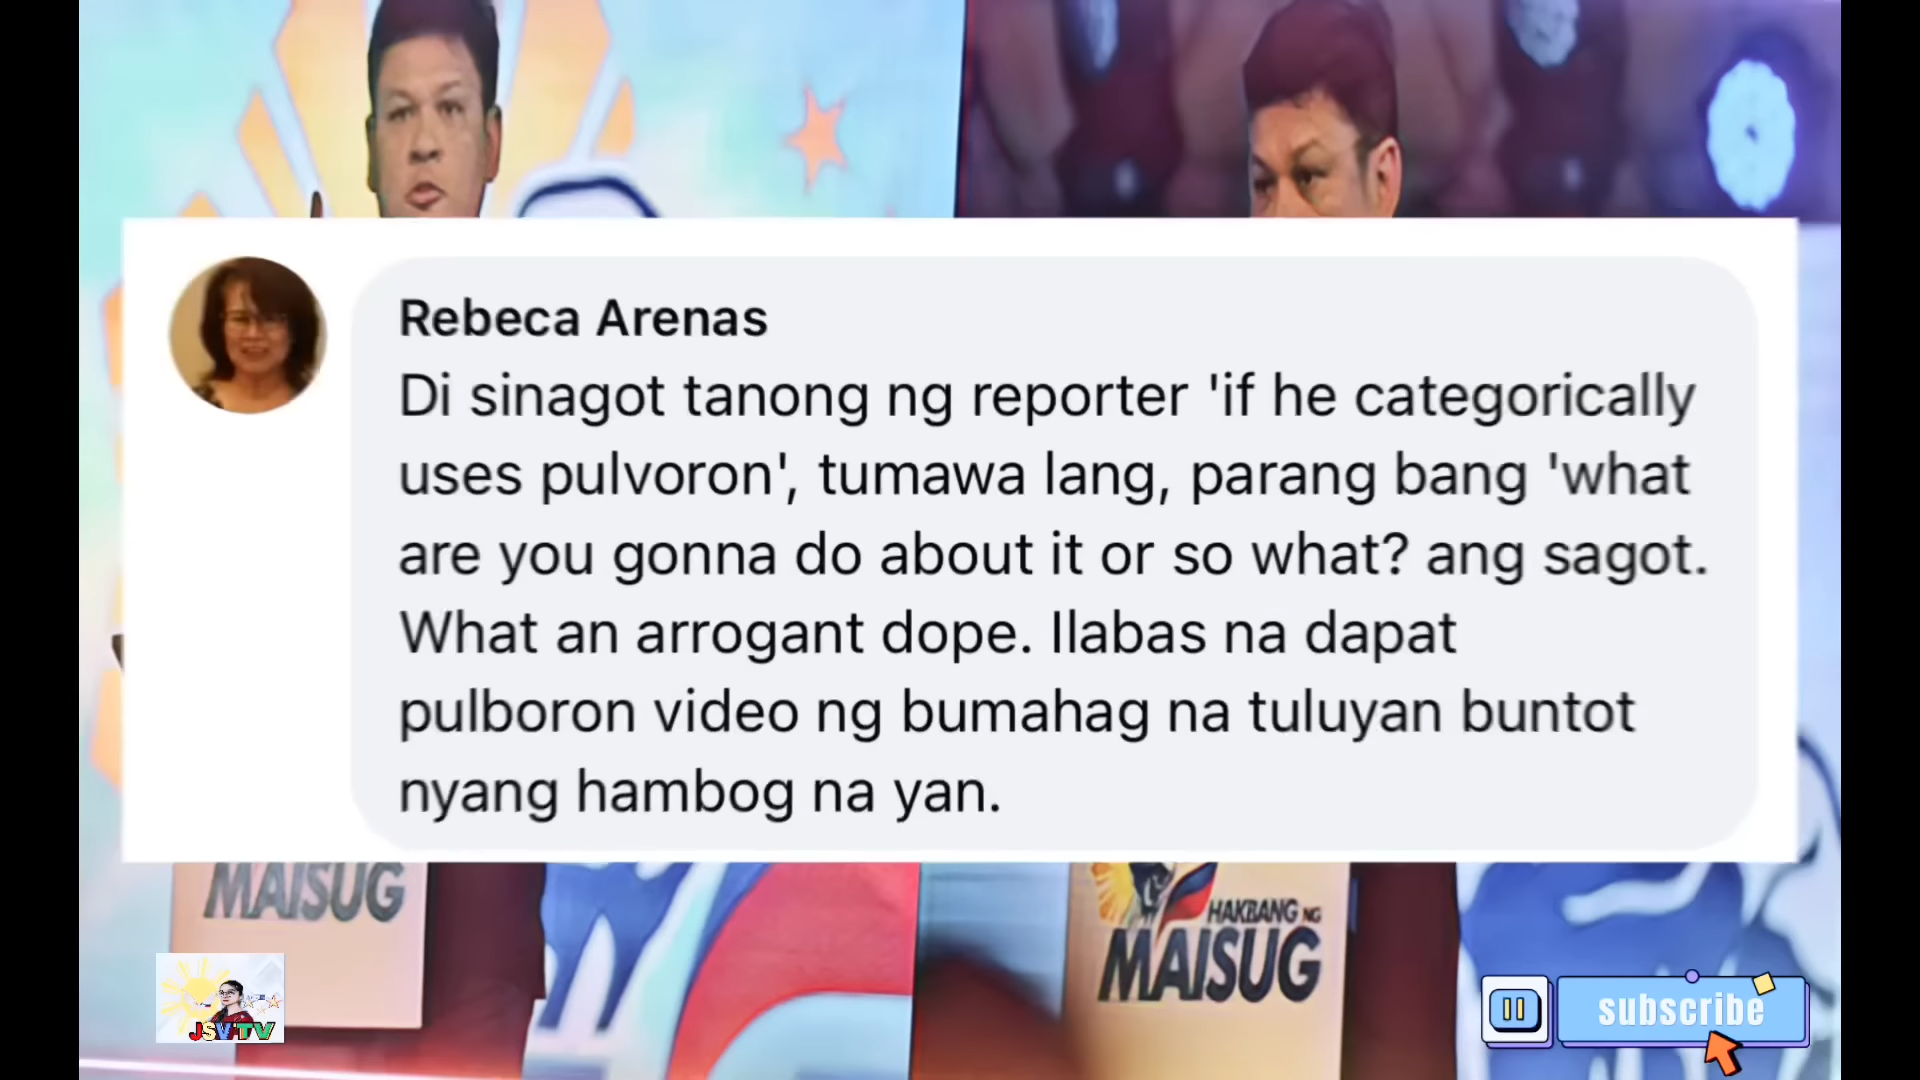 Rebeca Arenas
Di sinagot tanong ng reporter 'if he categorically
uses pulvoron', tumawa lang, parang bang 'what
are you gonna do about it or so what? ang sagot.
What an arrogant dope. Ilabas na dapat
pulboron video ng bumahag na tuluyan buntot
nyang hambog na yan.
MAISUG
HAKBANG NG
MAISUG
JSV TV
subscribe